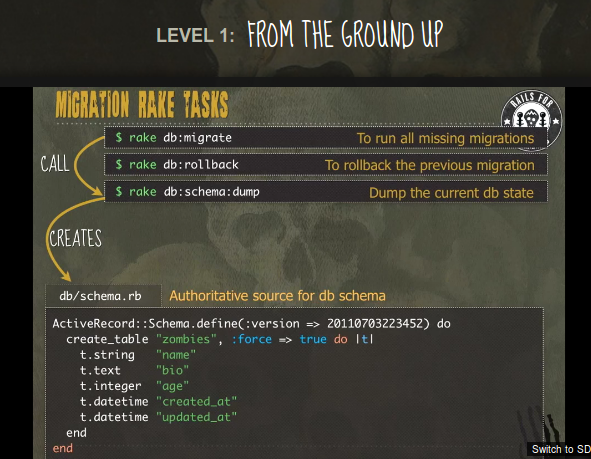 LEVEL 1: FROM THE GROUND UP
MIGRATION RAKE TASKS
RAILS FOR
$ rake db:migrate To run all missing migrations
CALL
$ rake db:rollback To rollback the previous migration
$ rake db:schema:dump Dump the current db state
CREATES
db/schema.rb Authoritative source for db schema
ActiveRecord::Schema.define(:version => 20110703223452) do
create_table "zombies", :force => true do |t|
t.string "name"
t.text "bio"
t.integer "age"
t.datetime "created_at"
t.datetime "updated_at"
end
end
Switch to SD